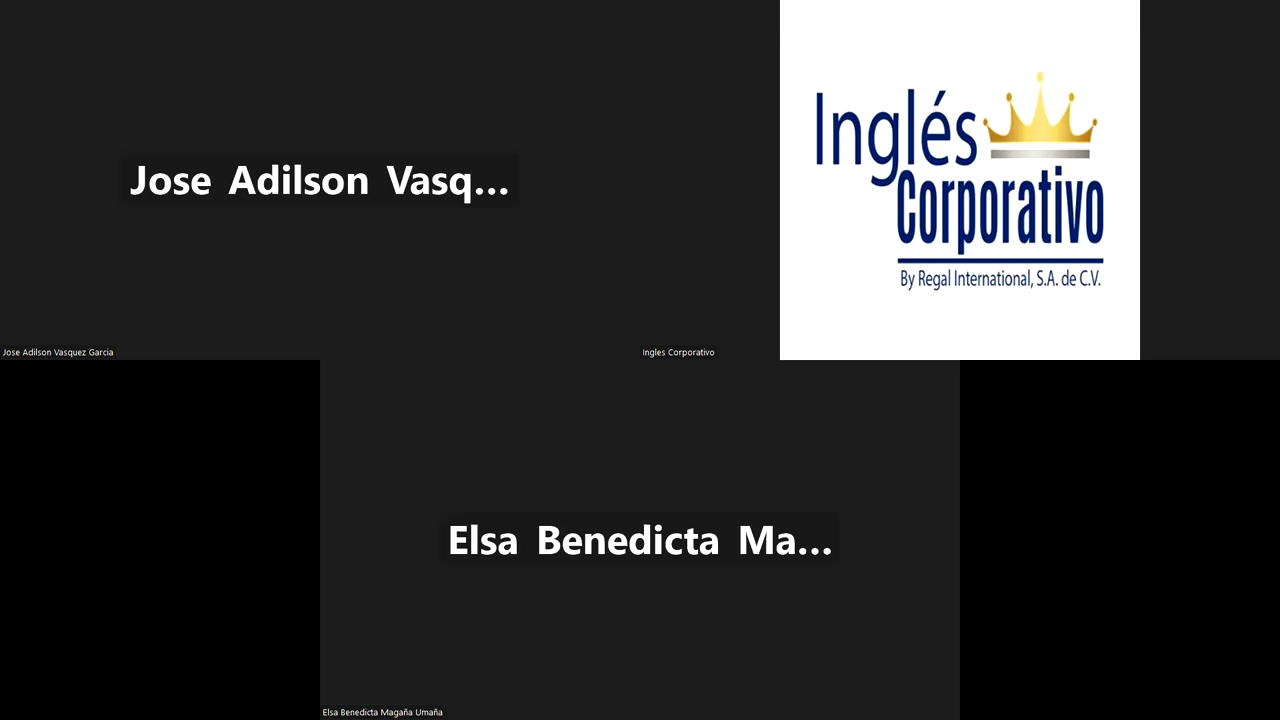 Jose Adilson Vasq...
Jose Adilson Vasquez Garcia
Inglés
Corporativo
By Regal International, S.A. de C.V.
Ingles Corporativo
Elsa Benedicta Ma...
Elsa Benedicta Magaña Umaña